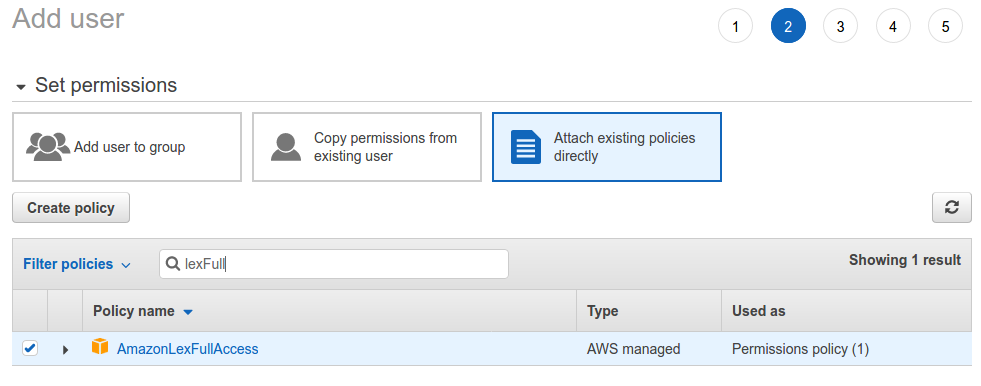 Add user
1 2 3 4 5
Set permissions
Add user to group
Copy permissions from
existing user
Attach existing policies
directly
Create policy
Filter policies
lexFull
Showing 1 result
Policy name Type Used as
AmazonLexFullAccess AWS managed Permissions policy (1)